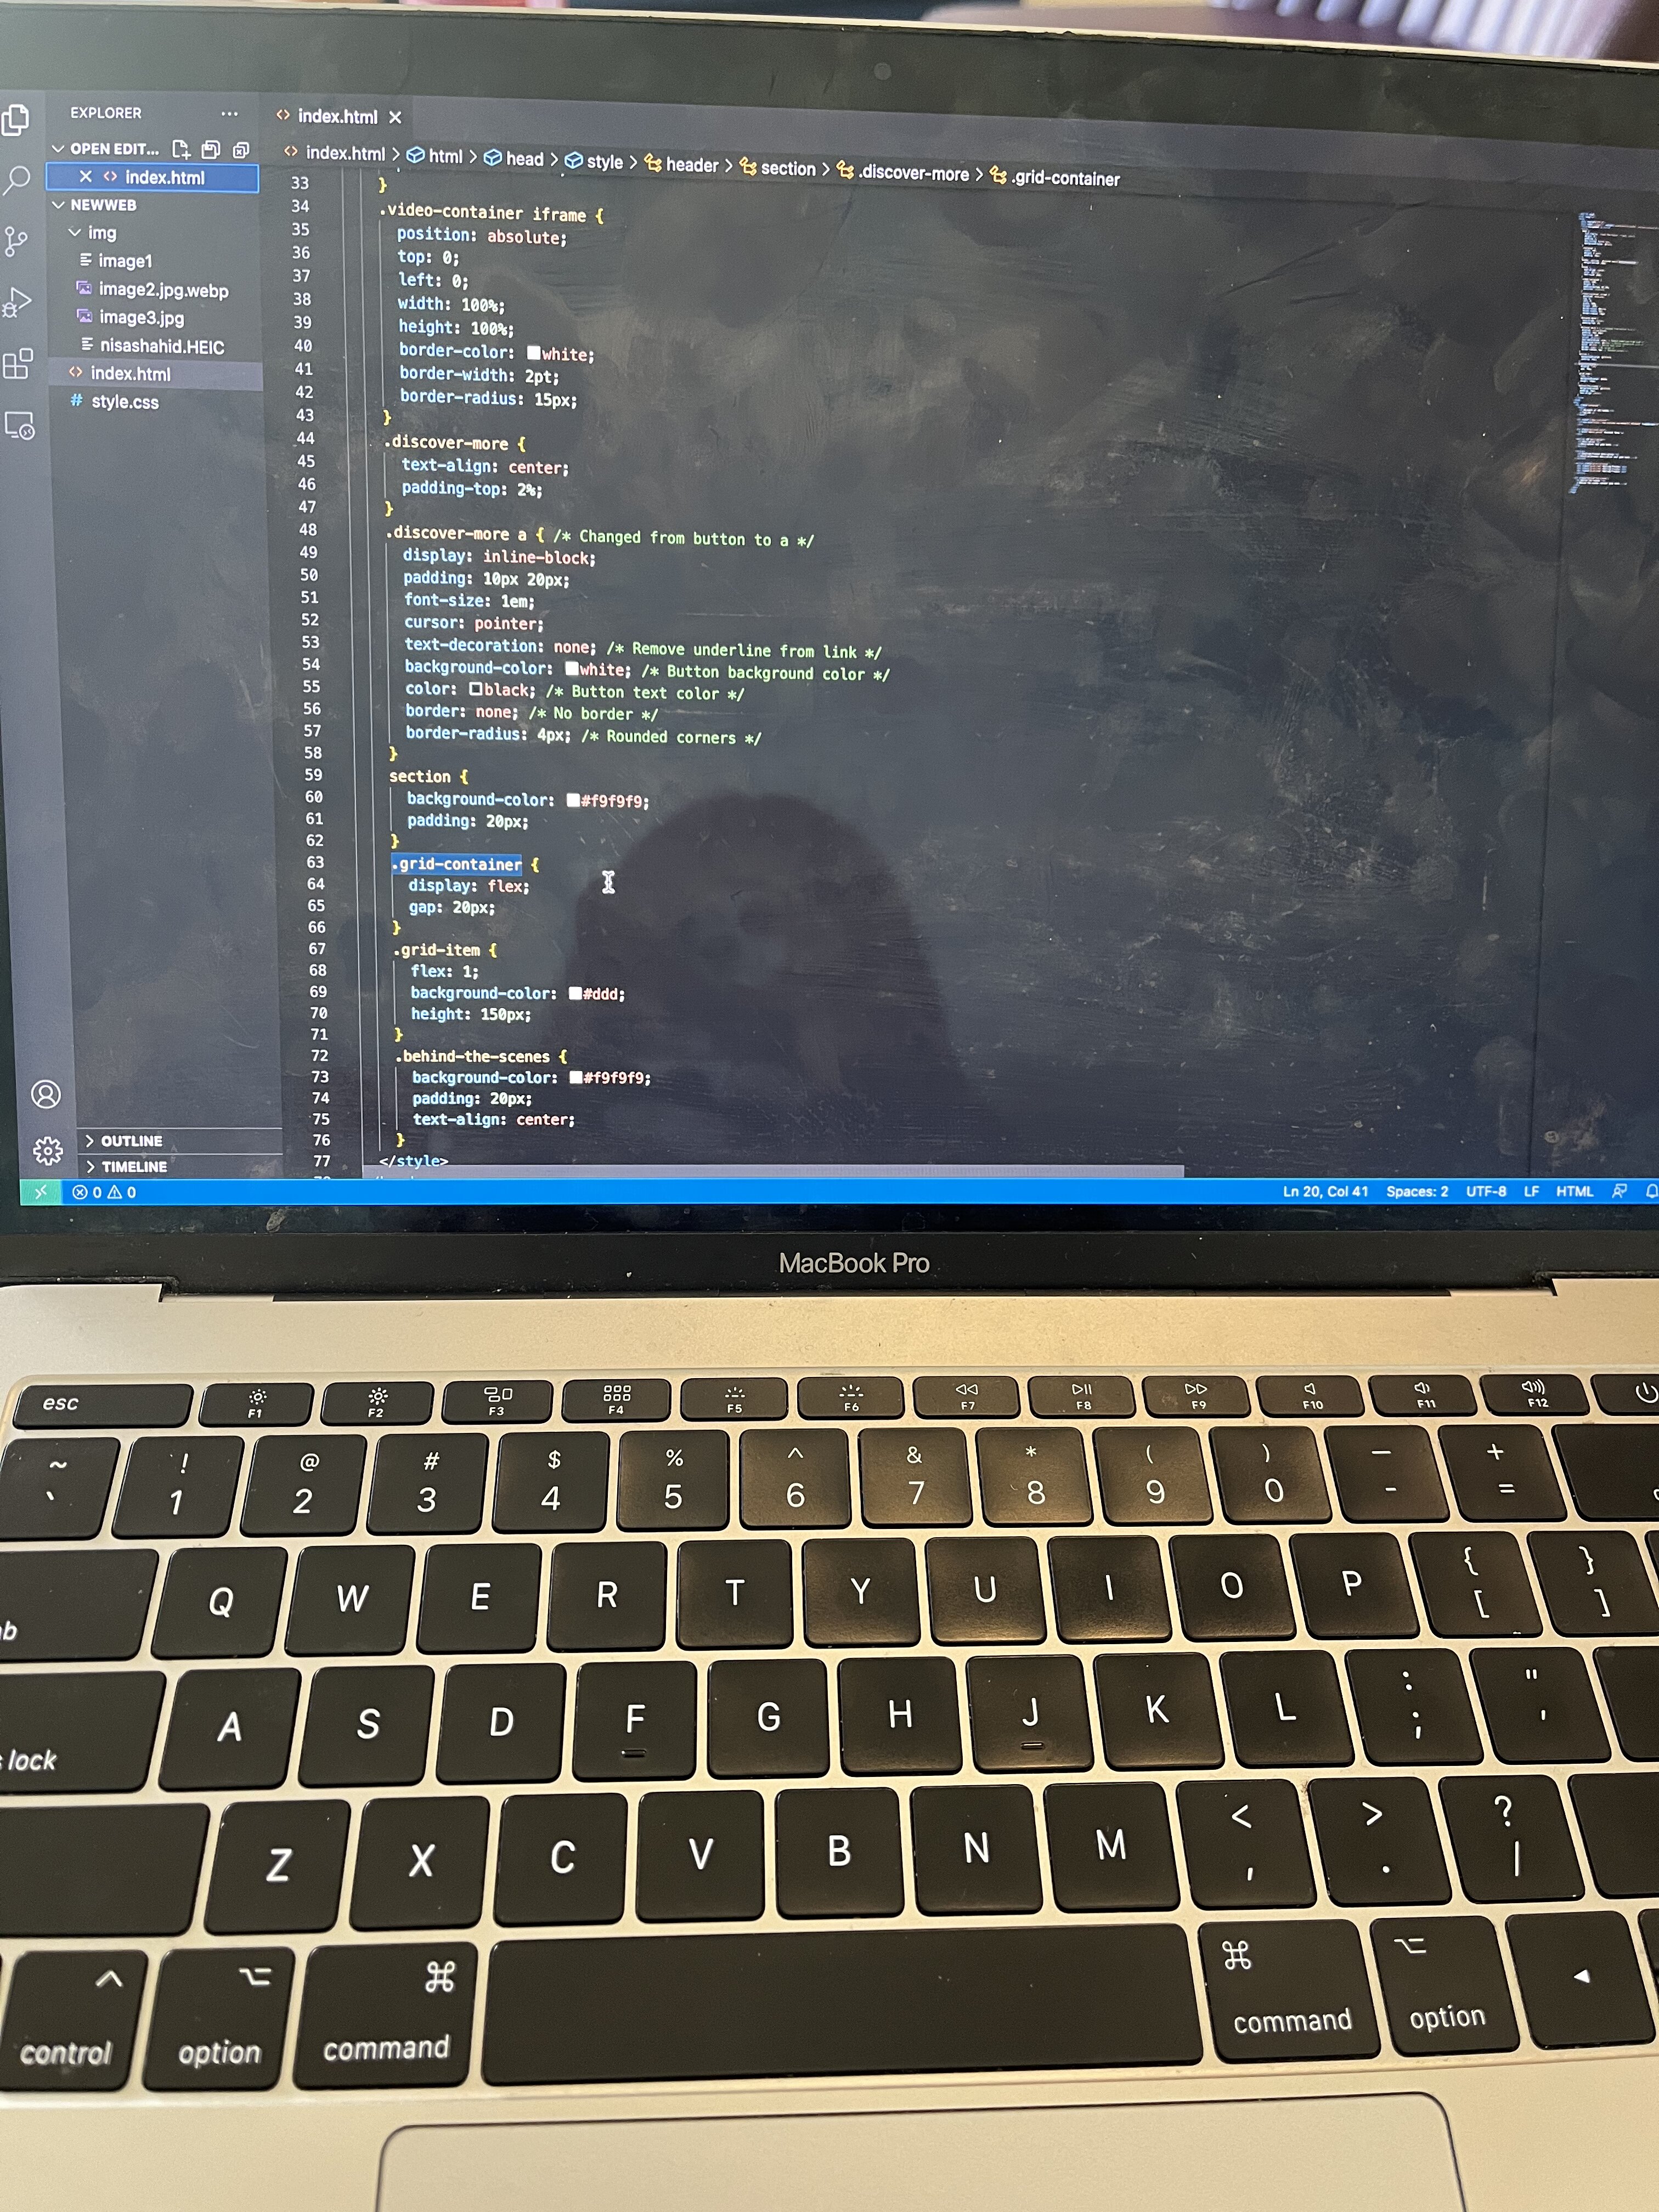 EXPLORER
index.html
OPEN EDIT...
index.html > html > head > style > header > section > .discover-more > .grid-container
index.html
NEWWEB
img
image1
image2.jpg.webp
image3.jpg
nisashahid.HEIC
index.html
style.css
33 }
34 .video-container iframe {
35 position: absolute;
36 top: 0;
37 left: 0;
38 width: 100%;
39 height: 100%;
40 border-color: white;
41 border-width: 2pt;
42 border-radius: 15px;
43 }
44 .discover-more {
45 text-align: center;
46 padding-top: 2%;
47 }
48 .discover-more a { /* Changed from button to a */
49 display: inline-block;
50 padding: 10px 20px;
51 font-size: 1em;
52 cursor: pointer;
53 text-decoration: none; /* Remove underline from link */
54 background-color: white; /* Button background color */
55 color: black; /* Button text color */
56 border: none; /* No border */
57 border-radius: 4px; /* Rounded corners */
58 }
59 section {
60 background-color: #f9f9f9;
61 padding: 20px;
62 }
63 .grid-container {
64 display: flex;
65 gap: 20px;
66 }
67 .grid-item {
68 flex: 1;
69 background-color: #ddd;
70 height: 150px;
71 }
72 .behind-the-scenes {
73 background-color: #f9f9f9;
74 padding: 20px;
75 text-align: center;
76 }
77 </style>
OUTLINE
TIMELINE
0 0
Ln 20, Col 41 Spaces: 2 UTF-8 LF HTML
MacBook Pro
esc F1 F2 F3 F4 F5 F6 F7 F8 F9 F10 F11 F12
~ ! @ # $ % ^ & * ( ) — +
` 1 2 3 4 5 6 7 8 9 0 - =
Q W E R T Y U I O P { }
[ ]
A S D F G H J K L : "
lock ; '
Z X C V B N M < > ?
, . /
control option command command option